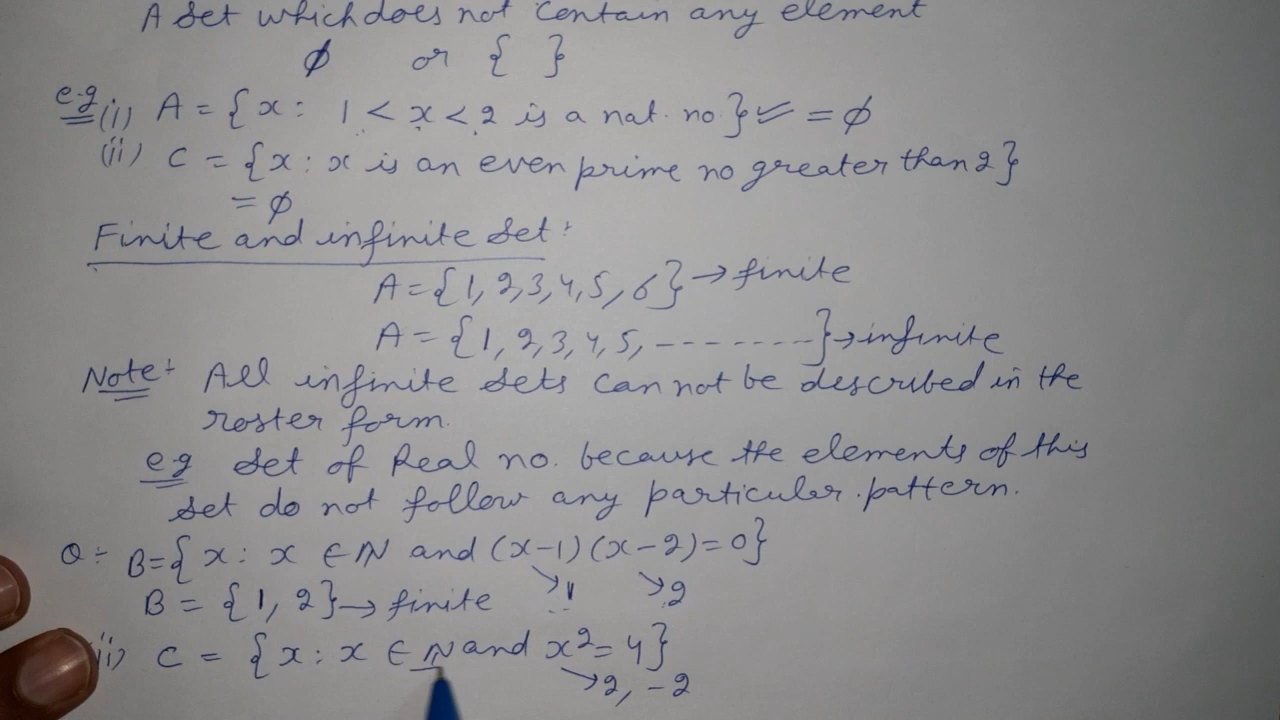 A Set which does not contain any element
ϕ or { }
e.g (i) A = {x : 1 < x < 2 is a nat. no.} = ϕ
(ii) C = {x : x is an even prime no greater than 2}
= ϕ
Finite and infinite Set :
A = {1, 2, 3, 4, 5, 6} → finite
A = {1, 2, 3, 4, 5, --------} → infinite
Note : All infinite sets can not be described in the
roster form.
eg Set of Real no. because the elements of this
Set do not follow any particular pattern.
Q :- B = {x : x ∈ N and (x-1)(x-2) = 0}
→ 1 → 2
B = {1, 2} → finite
(ii) C = {x : x ∈ N and x² = 4}
→ 2, -2